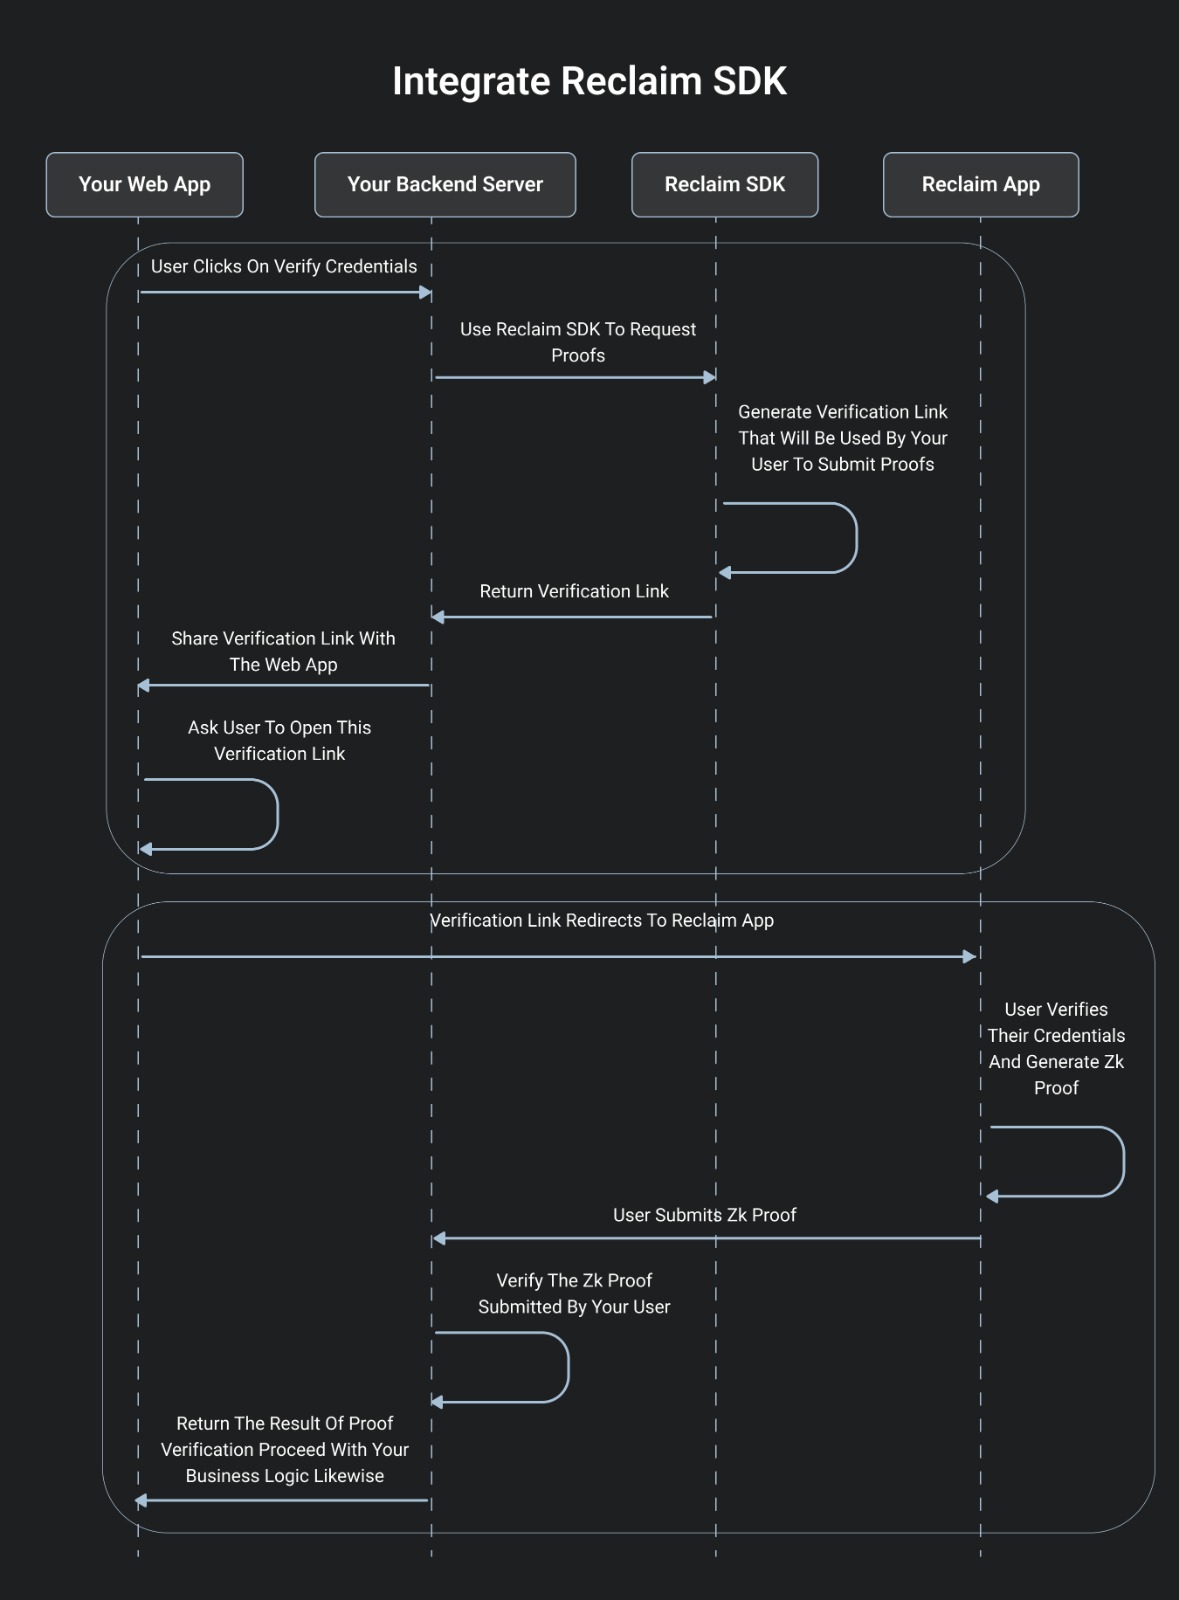 Integrate Reclaim SDK
Your Web App
Your Backend Server
Reclaim SDK
Reclaim App
User Clicks On Verify Credentials
Use Reclaim SDK To Request
Proofs
Generate Verification Link
That Will Be Used By Your
User To Submit Proofs
Return Verification Link
Share Verification Link With
The Web App
Ask User To Open This
Verification Link
Verification Link Redirects To Reclaim App
User Verifies
Their Credentials
And Generate Zk
Proof
User Submits Zk Proof
Verify The Zk Proof
Submitted By Your User
Return The Result Of Proof
Verification Proceed With Your
Business Logic Likewise